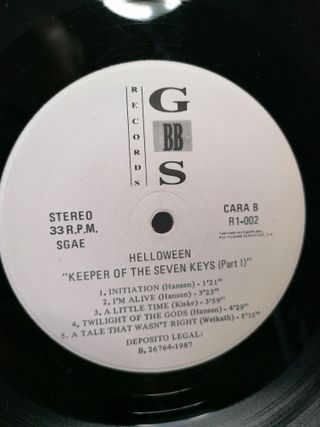 RECORDS
G
BB
S
STEREO
33 R.P.M.
SGAE
CARA B
R1-002
HELLOWEEN
"KEEPER OF THE SEVEN KEYS (Part I)"
1. INITIATION (Hansen) - 1'21"
2. I'M ALIVE (Hansen) - 3'23"
3. A LITTLE TIME (Kiske) - 3'59"
4. TWILIGHT OF THE GODS (Hansen) - 4'29"
5. A TALE THAT WASN'T RIGHT (Weikath) - 5'15"
DEPOSITO LEGAL:
B. 26764-1987